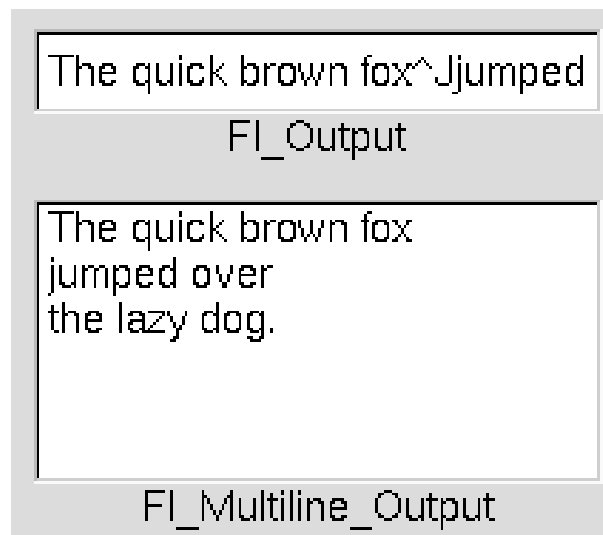 The quick brown fox^Jjumped
Fl_Output
The quick brown fox
jumped over
the lazy dog.
Fl_Multiline_Output